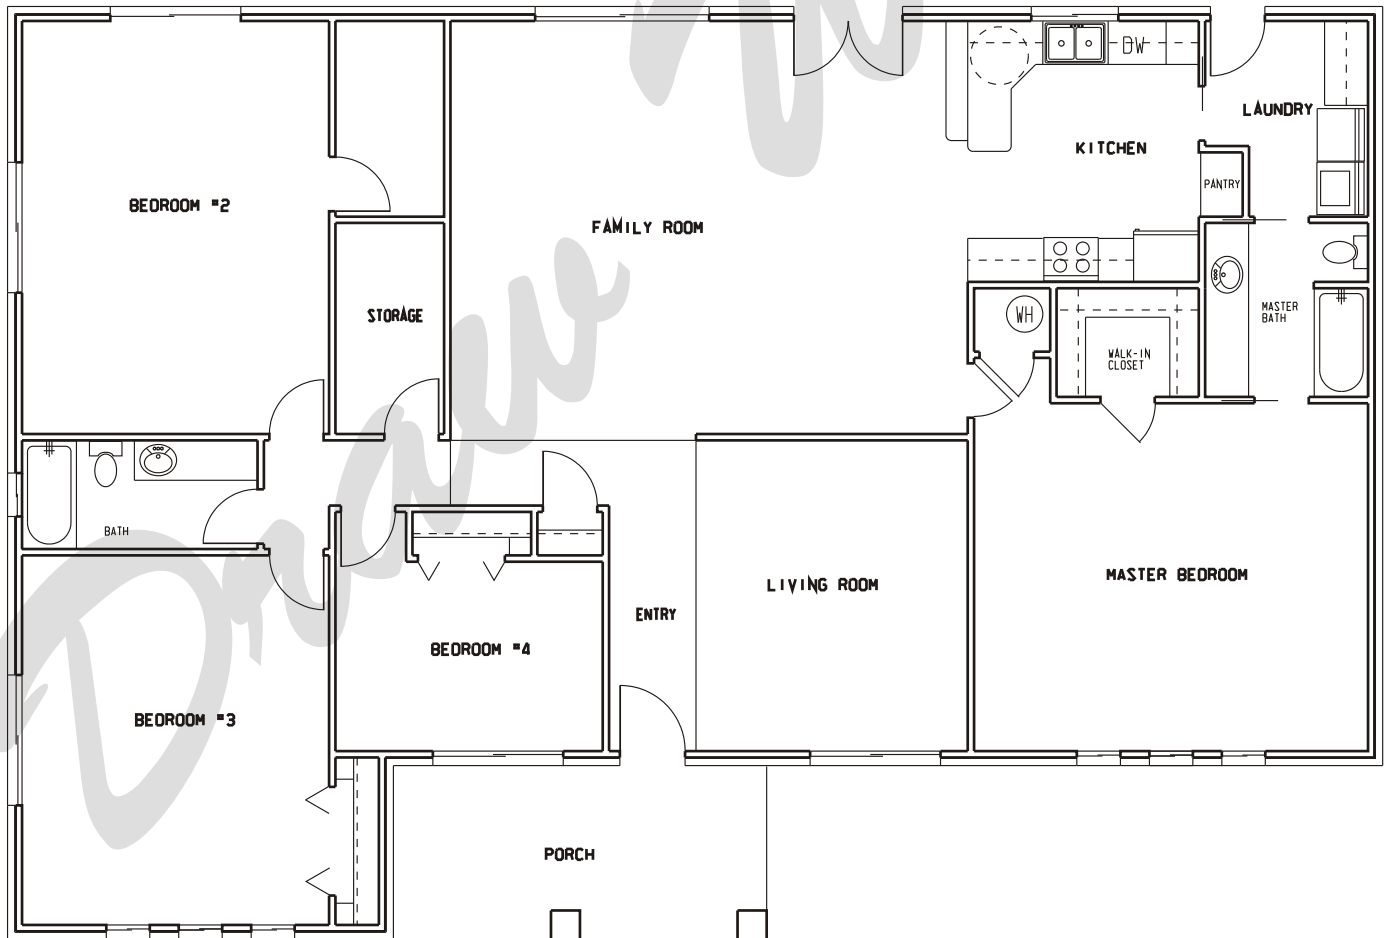 DW
LAUNDRY
KITCHEN
PANTRY
BEDROOM #2
FAMILY ROOM
STORAGE
WH
MASTER
BATH
WALK-IN
CLOSET
BATH
MASTER BEDROOM
LIVING ROOM
ENTRY
BEDROOM #4
BEDROOM #3
PORCH
Draw